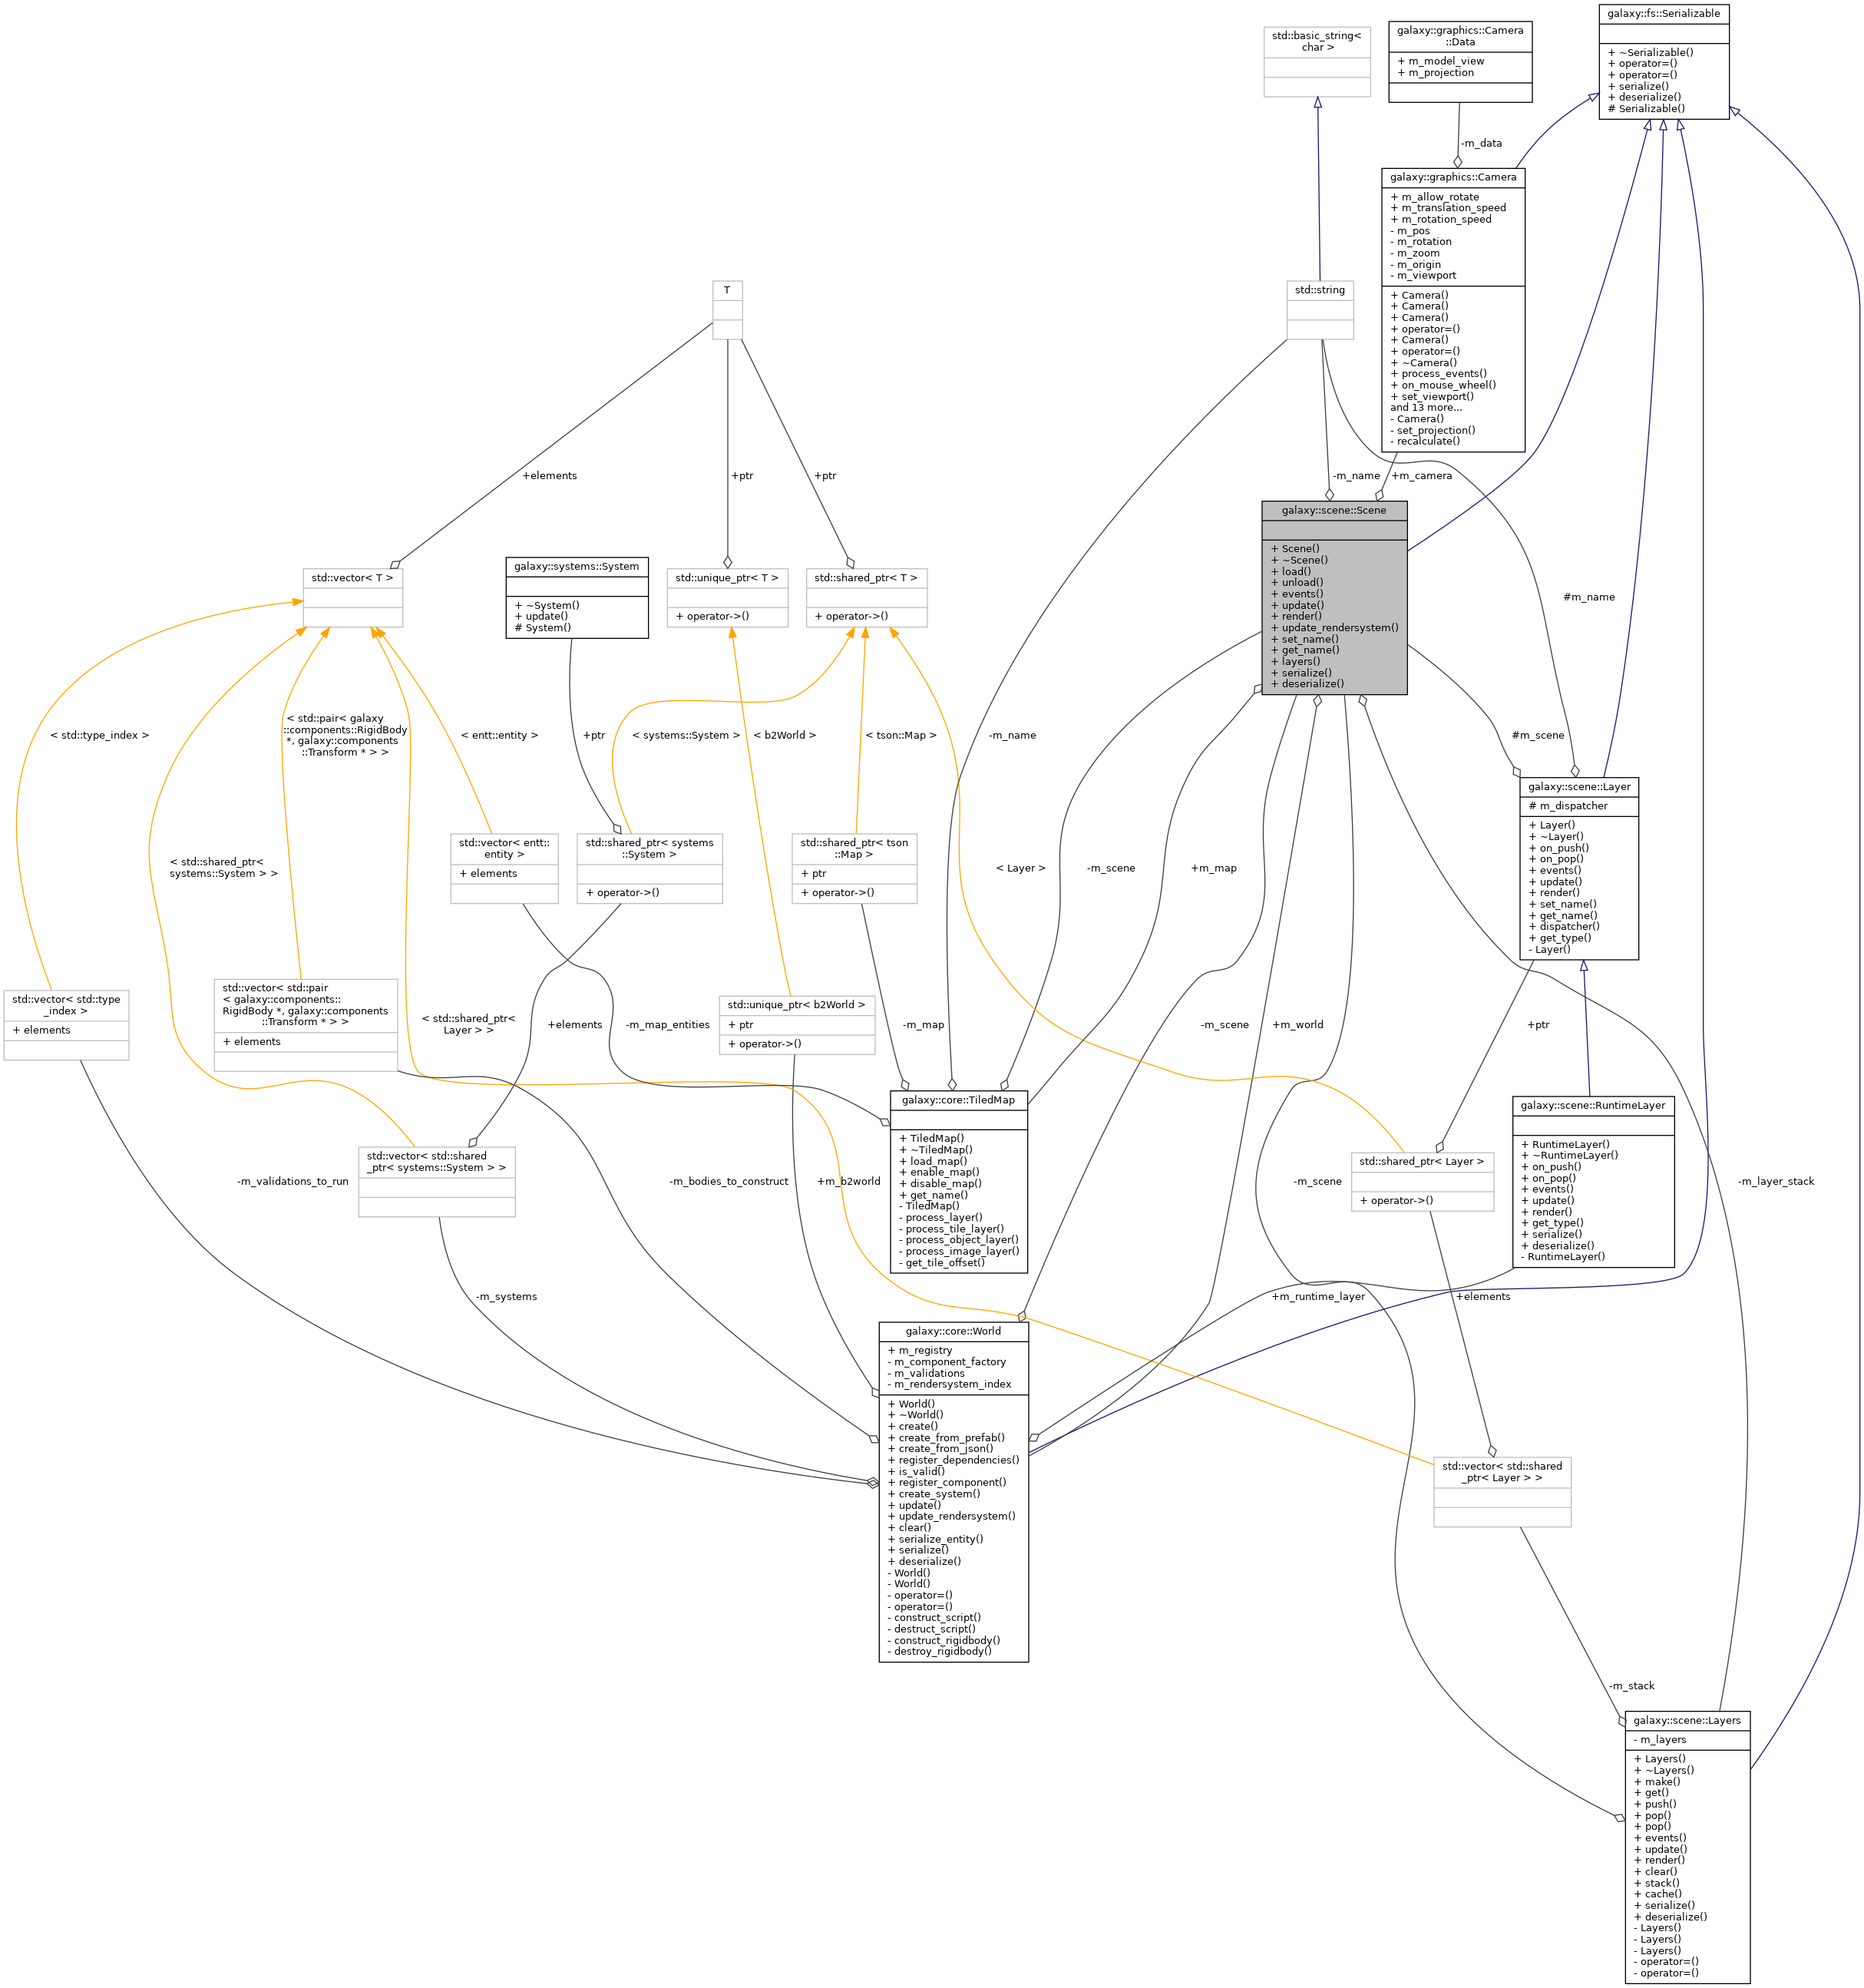 galaxy::fs::Serializable
+ ~Serializable()
+ operator=()
+ operator=()
+ serialize()
+ deserialize()
# Serializable()
std::basic_string<
char >
galaxy::graphics::Camera
::Data
+ m_model_view
+ m_projection
-m_data
galaxy::graphics::Camera
+ m_allow_rotate
+ m_translation_speed
+ m_rotation_speed
- m_pos
- m_rotation
- m_zoom
- m_origin
- m_viewport
+ Camera()
+ Camera()
+ Camera()
+ operator=()
+ Camera()
+ operator=()
+ ~Camera()
+ process_events()
+ on_mouse_wheel()
+ set_viewport()
and 13 more...
- Camera()
- set_projection()
- recalculate()
T
std::string
+elements
+ptr
+ptr
-m_name
+m_camera
galaxy::scene::Scene
+ Scene()
+ ~Scene()
+ load()
+ unload()
+ events()
+ update()
+ render()
+ update_rendersystem()
+ set_name()
+ get_name()
+ layers()
+ serialize()
+ deserialize()
std::vector< T >
galaxy::systems::System
+ ~System()
+ update()
# System()
std::unique_ptr< T >
+ operator->()
std::shared_ptr< T >
+ operator->()
#m_name
< std::type_index >
< std::pair< galaxy
::components::RigidBody
*, galaxy::components
::Transform * > >
< entt::entity >
+ptr
< systems::System >
< b2World >
< tson::Map >
-m_name
#m_scene
galaxy::scene::Layer
# m_dispatcher
+ Layer()
+ ~Layer()
+ on_push()
+ on_pop()
+ events()
+ update()
+ render()
+ set_name()
+ get_name()
+ dispatcher()
+ get_type()
- Layer()
< std::shared_ptr<
systems::System > >
std::vector< entt::
entity >
+ elements
std::shared_ptr< systems
::System >
+ operator->()
std::shared_ptr< tson
::Map >
+ ptr
+ operator->()
< Layer >
-m_scene
+m_map
std::vector< std::type
_index >
+ elements
std::vector< std::pair
< galaxy::components::
RigidBody *, galaxy::components
::Transform * > >
+ elements
< std::shared_ptr<
Layer > >
+elements
-m_map_entities
std::unique_ptr< b2World >
+ ptr
+ operator->()
-m_map
-m_scene
+m_world
+ptr
galaxy::core::TiledMap
+ TiledMap()
+ ~TiledMap()
+ load_map()
+ enable_map()
+ disable_map()
+ get_name()
- TiledMap()
- process_layer()
- process_tile_layer()
- process_object_layer()
- process_image_layer()
- get_tile_offset()
galaxy::scene::RuntimeLayer
+ RuntimeLayer()
+ ~RuntimeLayer()
+ on_push()
+ on_pop()
+ events()
+ update()
+ render()
+ get_type()
+ serialize()
+ deserialize()
- RuntimeLayer()
-m_validations_to_run
std::vector< std::shared
_ptr< systems::System > >
-m_bodies_to_construct
+m_b2world
-m_scene
std::shared_ptr< Layer >
+ operator->()
-m_layer_stack
-m_systems
+m_runtime_layer
+elements
galaxy::core::World
+ m_registry
- m_component_factory
- m_validations
- m_rendersystem_index
+ World()
+ ~World()
+ create()
+ create_from_prefab()
+ create_from_json()
+ register_dependencies()
+ is_valid()
+ register_component()
+ create_system()
+ update()
+ update_rendersystem()
+ clear()
+ serialize_entity()
+ serialize()
+ deserialize()
- World()
- World()
- operator=()
- operator=()
- construct_script()
- destruct_script()
- construct_rigidbody()
- destroy_rigidbody()
std::vector< std::shared
_ptr< Layer > >
-m_stack
galaxy::scene::Layers
- m_layers
+ Layers()
+ ~Layers()
+ make()
+ get()
+ push()
+ pop()
+ pop()
+ events()
+ update()
+ render()
+ clear()
+ stack()
+ cache()
+ serialize()
+ deserialize()
- Layers()
- Layers()
- Layers()
- operator=()
- operator=()